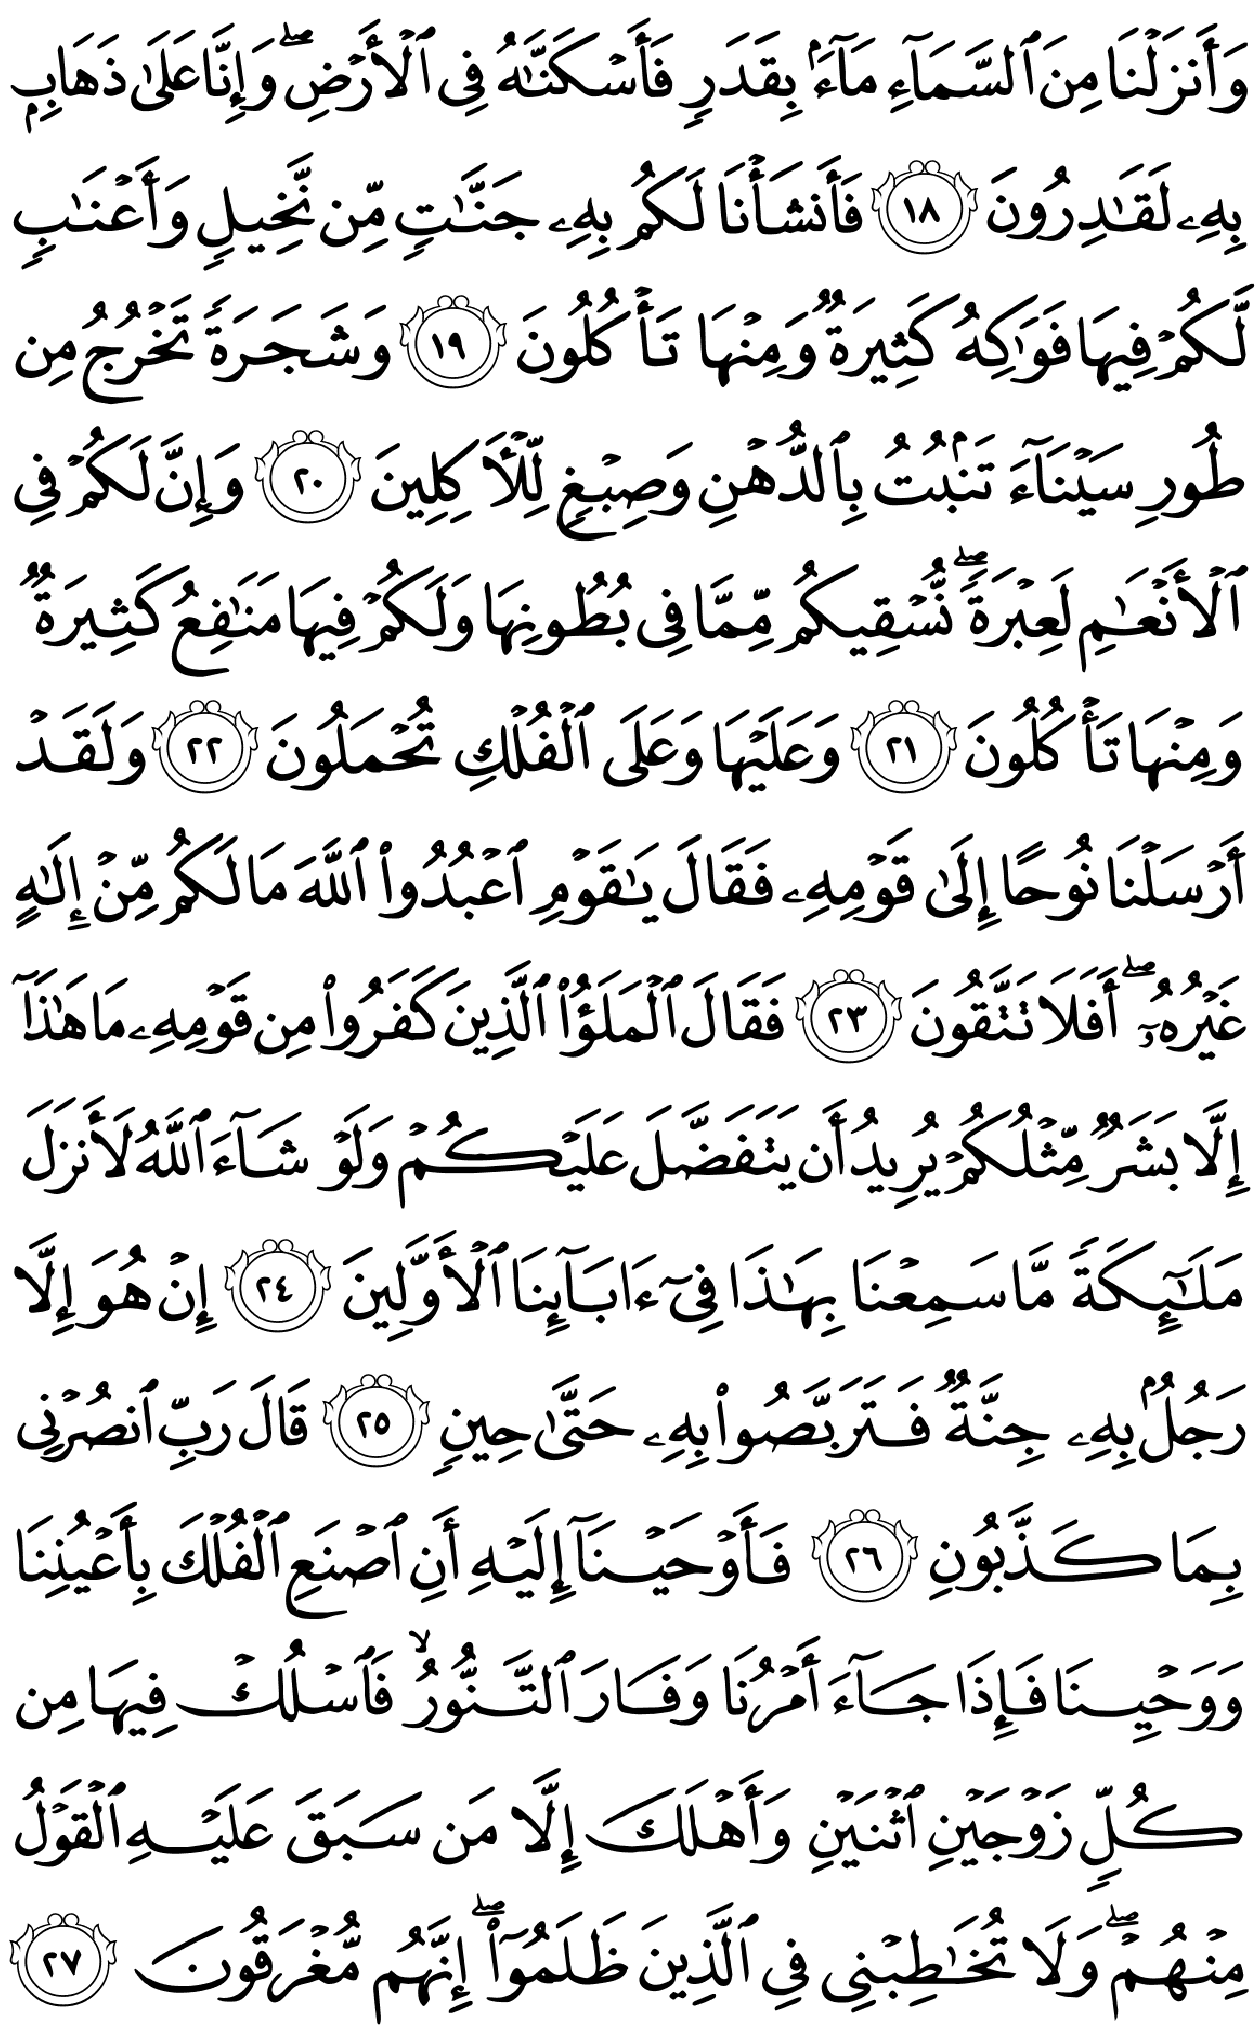 وَأَنزَلْنَا مِنَ ٱلسَّمَآءِ مَآءًۢ بِقَدَرٍ فَأَسْكَنَّٰهُ فِى ٱلْأَرْضِ ۖ وَإِنَّا عَلَىٰ ذَهَابٍۭ
بِهِۦ لَقَٰدِرُونَ ١٨ فَأَنشَأْنَا لَكُم بِهِۦ جَنَّٰتٍ مِّن نَّخِيلٍ وَأَعْنَٰبٍ
لَّكُمْ فِيهَا فَوَٰكِهُ كَثِيرَةٌ وَمِنْهَا تَأْكُلُونَ ١٩ وَشَجَرَةً تَخْرُجُ مِن
طُورِ سَيْنَآءَ تَنۢبُتُ بِٱلدُّهْنِ وَصِبْغٍ لِّلْـَٔاكِلِينَ ٢٠ وَإِنَّ لَكُمْ فِى
ٱلْأَنْعَٰمِ لَعِبْرَةً ۖ نُّسْقِيكُم مِّمَّا فِى بُطُونِهَا وَلَكُمْ فِيهَا مَنَٰفِعُ كَثِيرَةٌ
وَمِنْهَا تَأْكُلُونَ ٢١ وَعَلَيْهَا وَعَلَى ٱلْفُلْكِ تُحْمَلُونَ ٢٢ وَلَقَدْ
أَرْسَلْنَا نُوحًا إِلَىٰ قَوْمِهِۦ فَقَالَ يَٰقَوْمِ ٱعْبُدُوا۟ ٱللَّهَ مَا لَكُم مِّنْ إِلَٰهٍ
غَيْرُهُۥٓ ۖ أَفَلَا تَتَّقُونَ ٢٣ فَقَالَ ٱلْمَلَؤُا۟ ٱلَّذِينَ كَفَرُوا۟ مِن قَوْمِهِۦ مَا هَٰذَآ
إِلَّا بَشَرٌ مِّثْلُكُمْ يُرِيدُ أَن يَتَفَضَّلَ عَلَيْكُمْ وَلَوْ شَآءَ ٱللَّهُ لَأَنزَلَ
مَلَٰٓئِكَةً مَّا سَمِعْنَا بِهَٰذَا فِىٓ ءَابَآئِنَا ٱلْأَوَّلِينَ ٢٤ إِنْ هُوَ إِلَّا
رَجُلٌۢ بِهِۦ جِنَّةٌ فَتَرَبَّصُوا۟ بِهِۦ حَتَّىٰ حِينٍ ٢٥ قَالَ رَبِّ ٱنصُرْنِى
بِمَا كَذَّبُونِ ٢٦ فَأَوْحَيْنَآ إِلَيْهِ أَنِ ٱصْنَعِ ٱلْفُلْكَ بِأَعْيُنِنَا
وَوَحْيِنَا فَإِذَا جَآءَ أَمْرُنَا وَفَارَ ٱلتَّنُّورُ ۙ فَٱسْلُكْ فِيهَا مِن
كُلٍّ زَوْجَيْنِ ٱثْنَيْنِ وَأَهْلَكَ إِلَّا مَن سَبَقَ عَلَيْهِ ٱلْقَوْلُ
مِنْهُمْ ۖ وَلَا تُخَٰطِبْنِى فِى ٱلَّذِينَ ظَلَمُوٓا۟ ۖ إِنَّهُم مُّغْرَقُونَ ٢٧